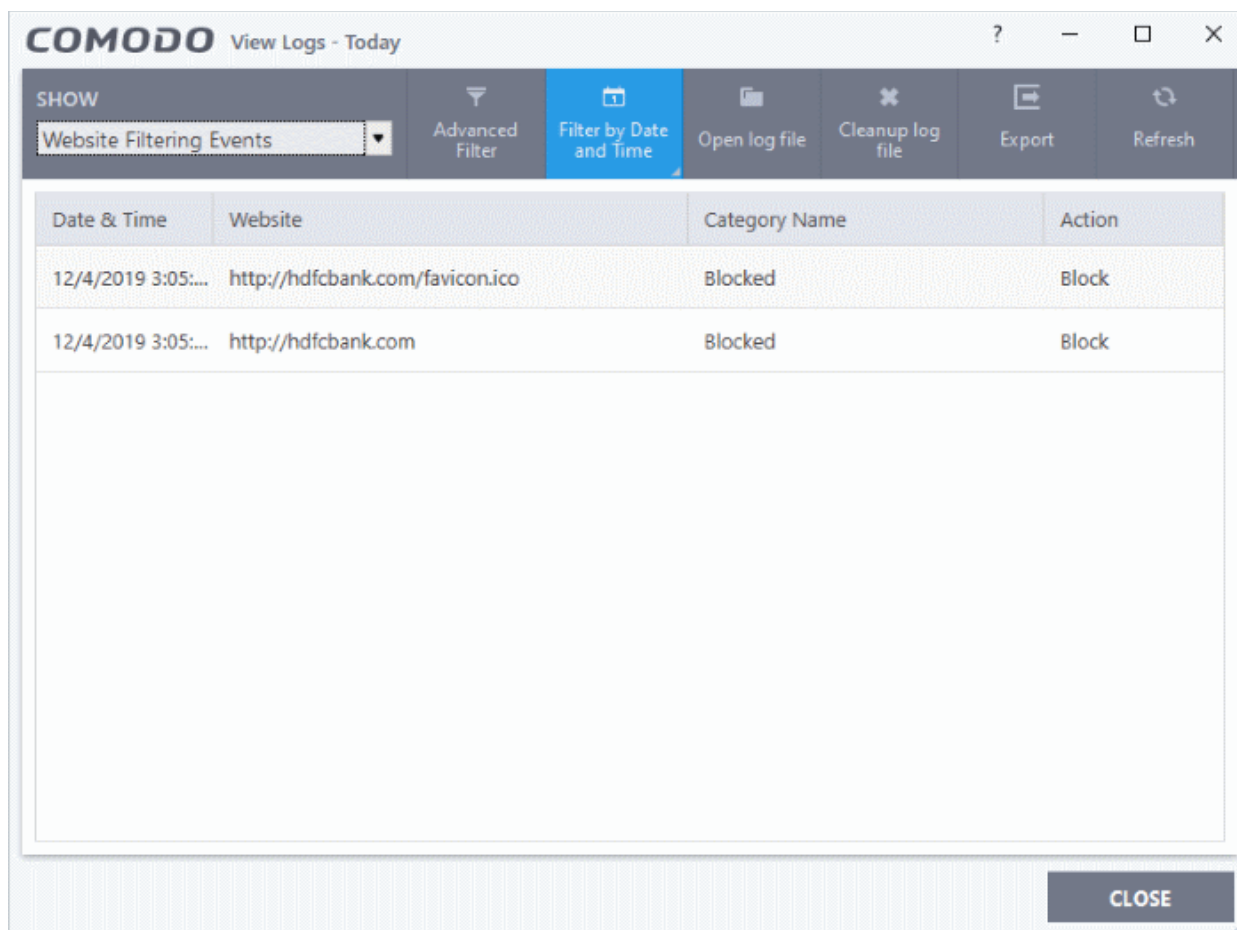 COMODO View Logs - Today
?
SHOW
Website Filtering Events
Advanced
Filter
1
Filter by Date
and Time
Open log file
Cleanup log
file
Export
Refresh
Date & Time Website Category Name Action
12/4/2019 3:05:... http://hdfcbank.com/favicon.ico Blocked Block
12/4/2019 3:05:... http://hdfcbank.com Blocked Block
CLOSE